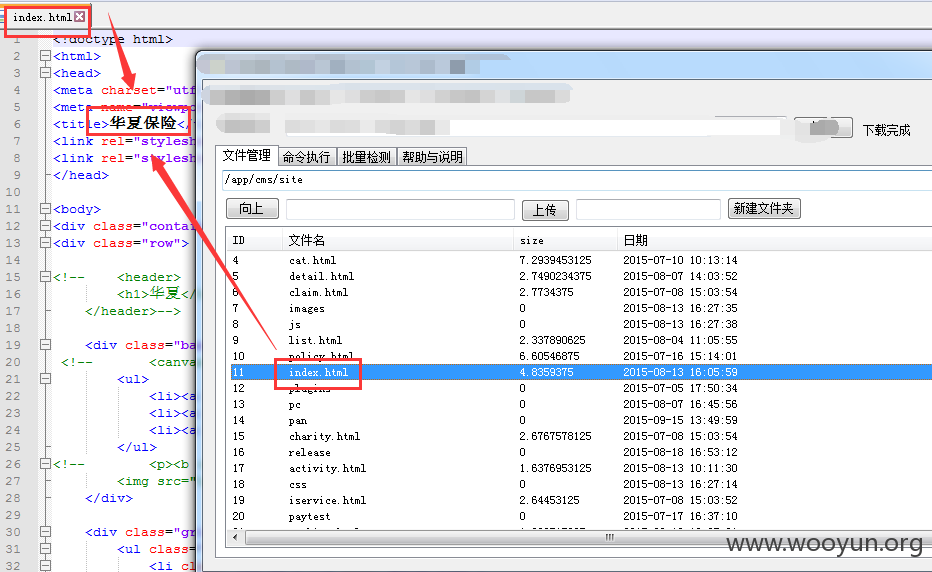 index.html
1 <!doctype html>
2 <html>
3 <head>
4 <meta charset="utf
5 <meta name="viewpo
6 <title>华夏保险</
7 <link rel="stylesh
8 <link rel="stylesh
9 </head>
10
11 <body>
12 <div class="contai
13 <div class="row">
14
15 <!-- <header>
16 <h1>华夏</
17 </header>-->
18
19 <div class="ba
20 <!-- <canva
21 <ul>
22 <li><a
23 <li><a
24 <li><a
25 </ul>
26 <!-- <p><b
27 <img src="
28 </div>
29
30 <div class="gr
31 <ul class=
32 <li cl
下载完成
文件管理 命令执行 批量检测 帮助与说明
/app/cms/site
向上 上传 新建文件夹
ID 文件名 size 日期
4 cat.html 7.2939453125 2015-07-10 10:13:14
5 detail.html 2.7490234375 2015-08-07 14:03:52
6 claim.html 2.7734375 2015-07-08 15:03:54
7 images 0 2015-08-13 16:27:35
8 js 0 2015-08-13 16:27:38
9 list.html 2.337890625 2015-08-04 11:05:55
10 policy.html 6.60546875 2015-07-16 15:14:01
11 index.html 4.8359375 2015-08-13 16:05:59
12 plugins 0 2015-07-05 17:50:34
13 pc 0 2015-08-07 16:45:56
14 pan 0 2015-09-15 13:49:59
15 charity.html 2.6767578125 2015-07-08 15:03:54
16 release 0 2015-08-18 16:53:12
17 activity.html 1.6376953125 2015-08-13 10:11:30
18 css 0 2015-08-13 16:27:14
19 iservice.html 2.64453125 2015-07-08 15:03:52
20 paytest 0 2015-07-17 16:37:10
www.wooyun.org